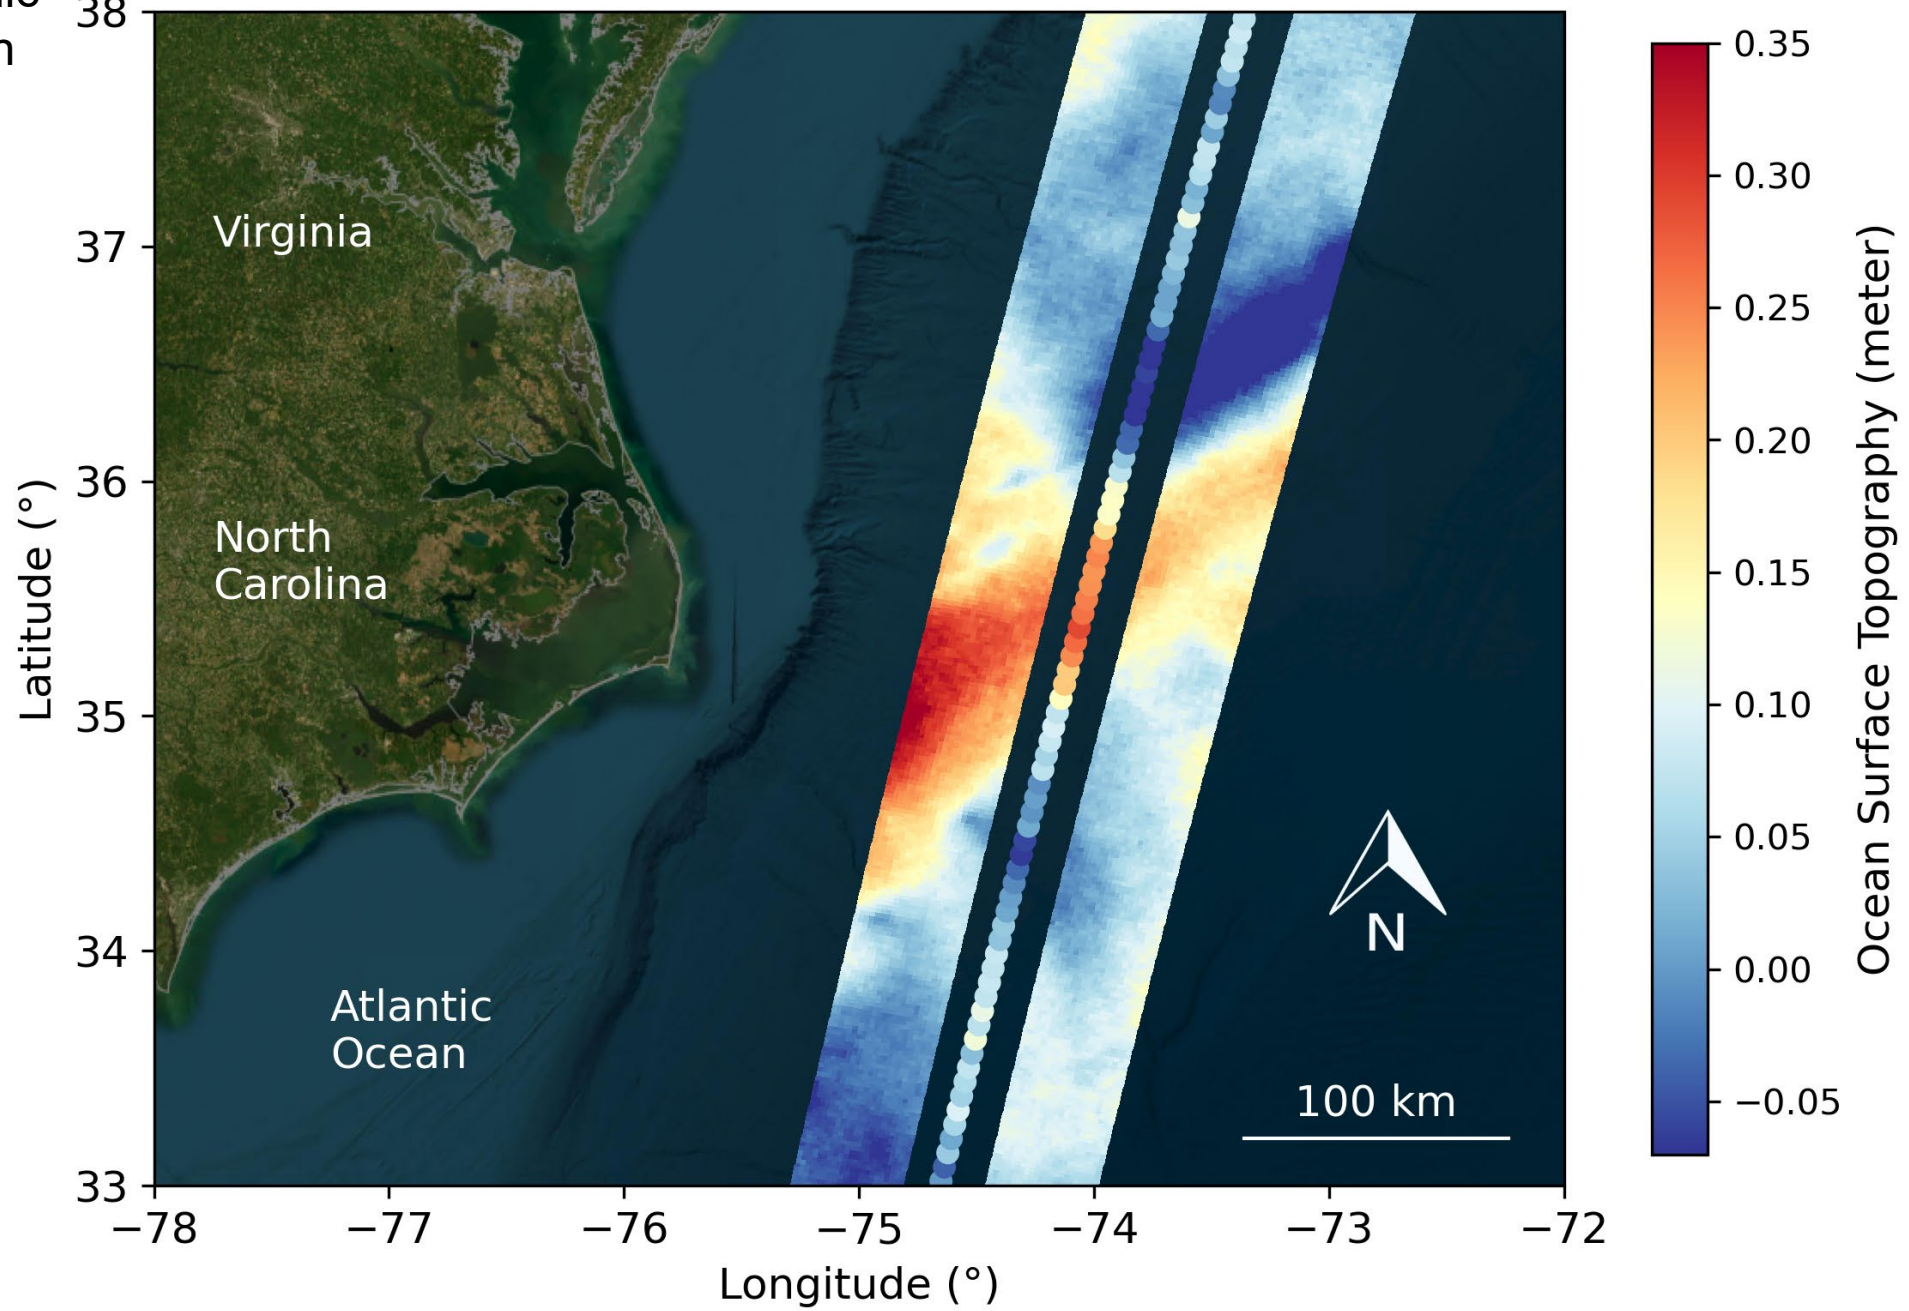 38
37
36
35
34
33
Latitude (°)
Virginia
North
Carolina
Atlantic
Ocean
N
100 km
−78
−77
−76
−75
−74
−73
−72
Longitude (°)
0.35
0.30
0.25
0.20
0.15
0.10
0.05
0.00
−0.05
Ocean Surface Topography (meter)